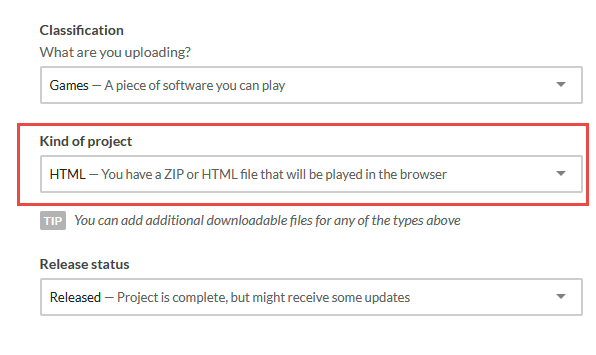 Classification
What are you uploading?
Games — A piece of software you can play
Kind of project
HTML — You have a ZIP or HTML file that will be played in the browser
TIP You can add additional downloadable files for any of the types above
Release status
Released — Project is complete, but might receive some updates